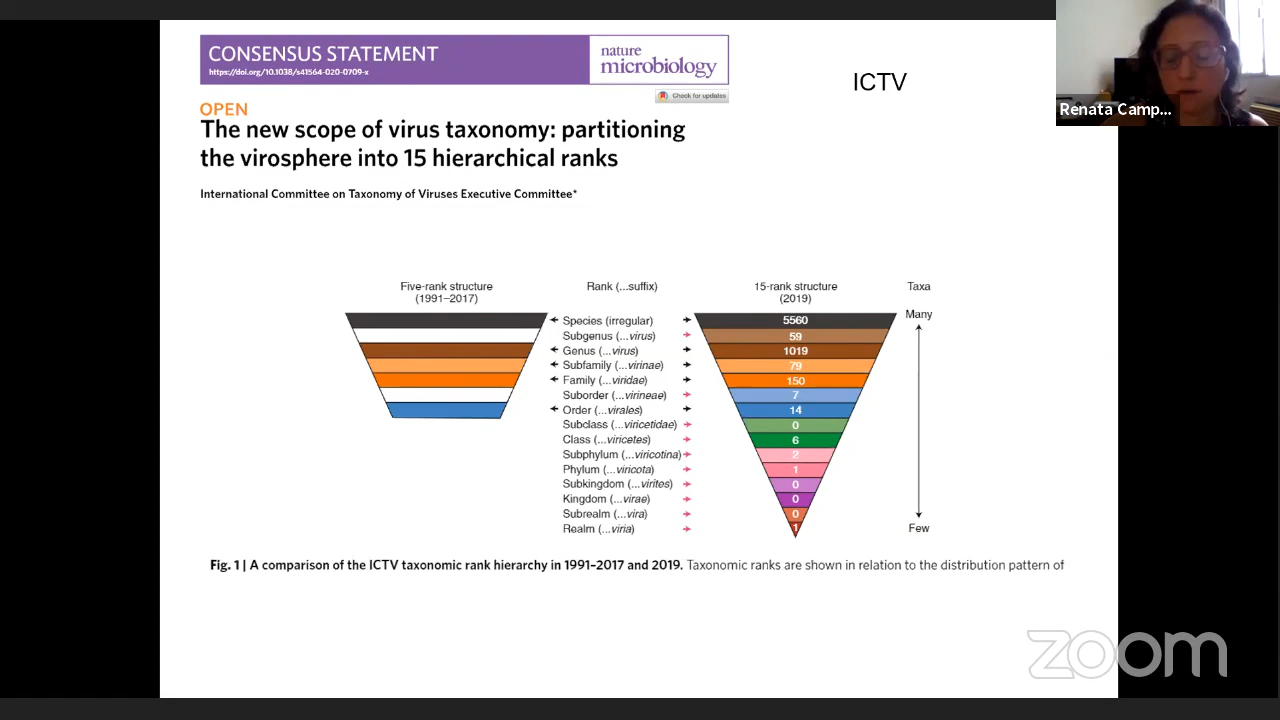 CONSENSUS STATEMENT
https://doi.org/10.1038/s41564-020-0709-x
nature
microbiology
Check for updates
ICTV
Renata Camp...
OPEN
The new scope of virus taxonomy: partitioning
the virosphere into 15 hierarchical ranks
International Committee on Taxonomy of Viruses Executive Committee*
Five-rank structure
(1991–2017)
Rank (...suffix)
15-rank structure
(2019)
Taxa
Many
Species (irregular) 5560
Subgenus (...virus) 59
Genus (...virus) 1019
Subfamily (...virinae) 79
Family (...viridae) 150
Suborder (...virineae) 7
Order (...virales) 14
Subclass (...viricetidae) 0
Class (...viricetes) 6
Subphylum (...viricotina) 2
Phylum (...viricota) 1
Subkingdom (...virites) 0
Kingdom (...virae) 0
Subrealm (...vira) 0
Realm (...viria) 1
Few
Fig. 1 | A comparison of the ICTV taxonomic rank hierarchy in 1991–2017 and 2019. Taxonomic ranks are shown in relation to the distribution pattern of
zoom